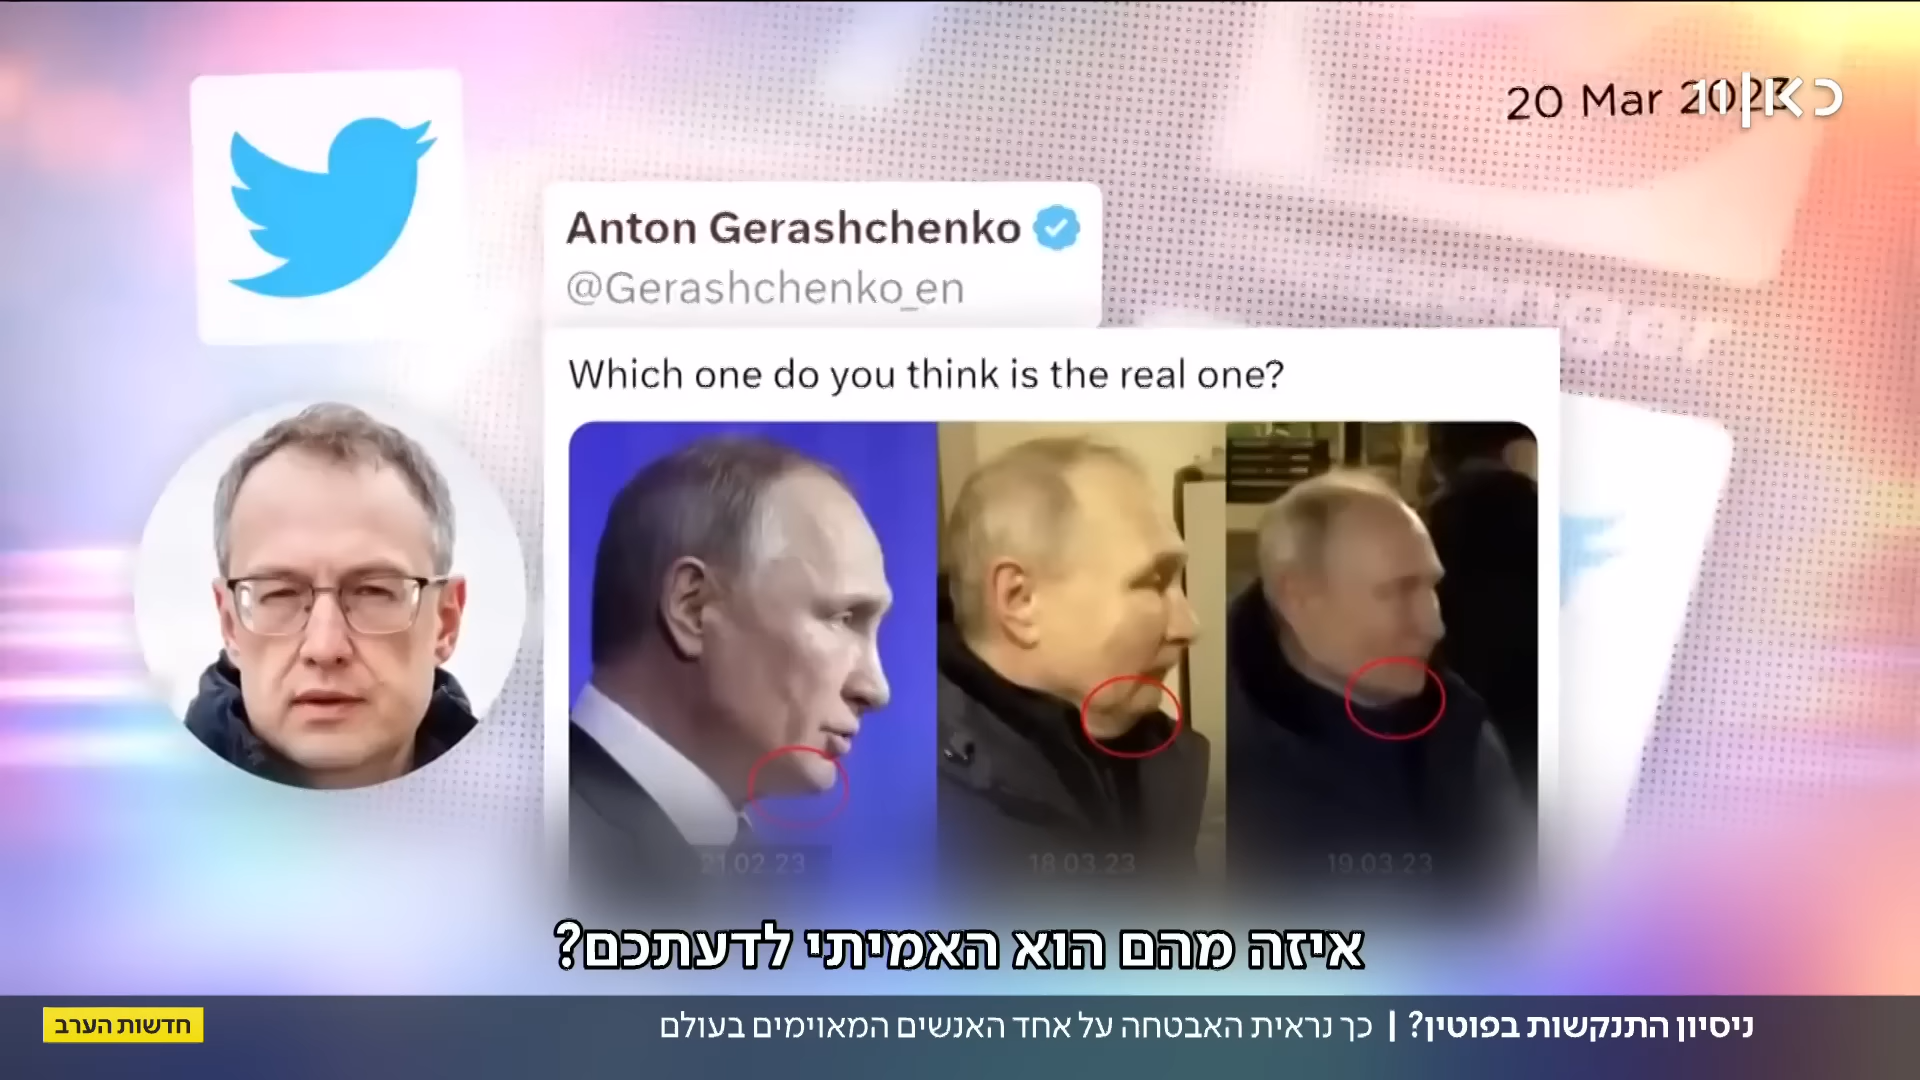 20 Mar 2023
כאן 11
Anton Gerashchenko
@Gerashchenko_en
Which one do you think is the real one?
21.02.23
18.03.23
19.03.23
איזה מהם הוא האמיתי לדעתכם?
ניסיון התנקשות בפוטין? | כך נראית האבטחה על אחד האנשים המאוימים בעולם
חדשות הערב